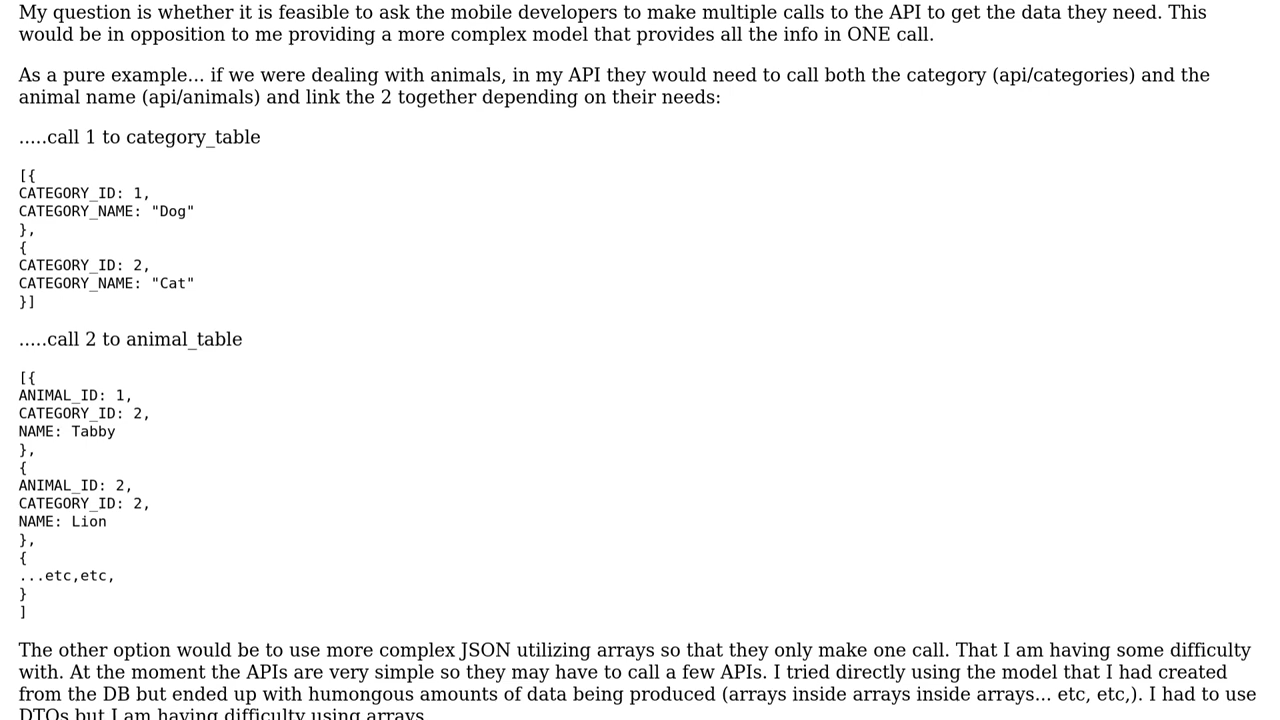 My question is whether it is feasible to ask the mobile developers to make multiple calls to the API to get the data they need. This
would be in opposition to me providing a more complex model that provides all the info in ONE call.
As a pure example... if we were dealing with animals, in my API they would need to call both the category (api/categories) and the
animal name (api/animals) and link the 2 together depending on their needs:
.....call 1 to category_table
[{
CATEGORY_ID: 1,
CATEGORY_NAME: "Dog"
},
{
CATEGORY_ID: 2,
CATEGORY_NAME: "Cat"
}]
.....call 2 to animal_table
[{
ANIMAL_ID: 1,
CATEGORY_ID: 2,
NAME: Tabby
},
{
ANIMAL_ID: 2,
CATEGORY_ID: 2,
NAME: Lion
},
{
...etc,etc,
}
]
The other option would be to use more complex JSON utilizing arrays so that they only make one call. That I am having some difficulty
with. At the moment the APIs are very simple so they may have to call a few APIs. I tried directly using the model that I had created
from the DB but ended up with humongous amounts of data being produced (arrays inside arrays inside arrays... etc, etc,). I had to use
DTOs but I am having difficulty using arrays.